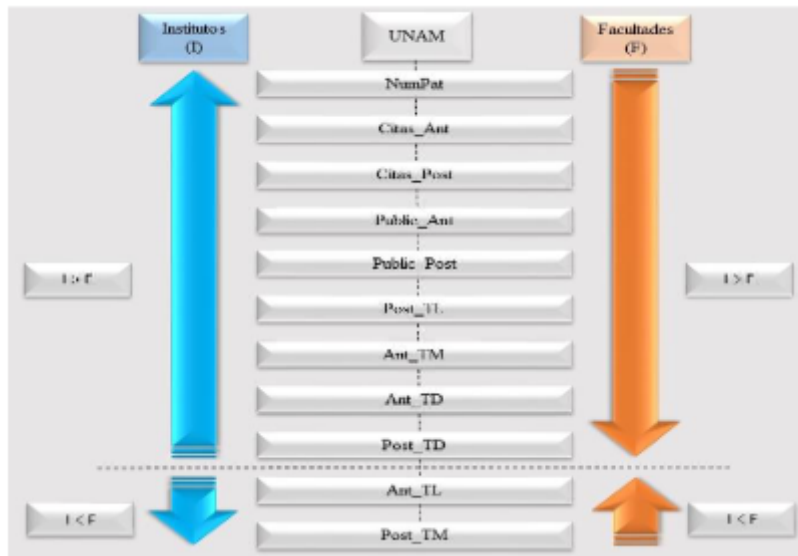 Institutos
(I)
UNAM
Facultades
(F)
NumPat
Citas_Ant
Citas_Post
Public_Ant
Public_Post
I > F
I > F
Post_TL
Ant_TM
Ant_TD
Post_TD
Ant_TL
I < F
I < F
Post_TM